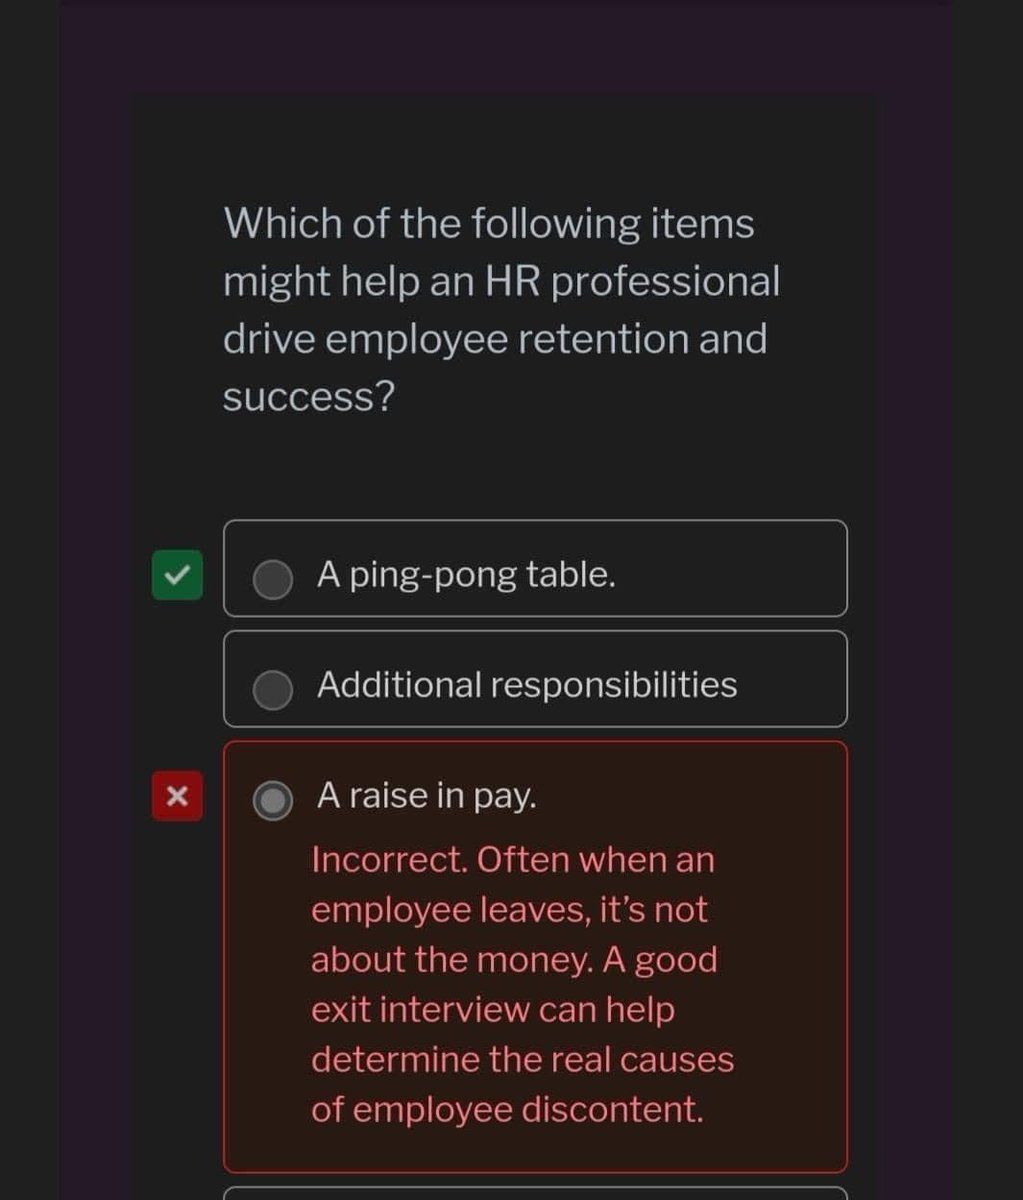 Which of the following items
might help an HR professional
drive employee retention and
success?
A ping-pong table.
Additional responsibilities
A raise in pay.
Incorrect. Often when an
employee leaves, it’s not
about the money. A good
exit interview can help
determine the real causes
of employee discontent.